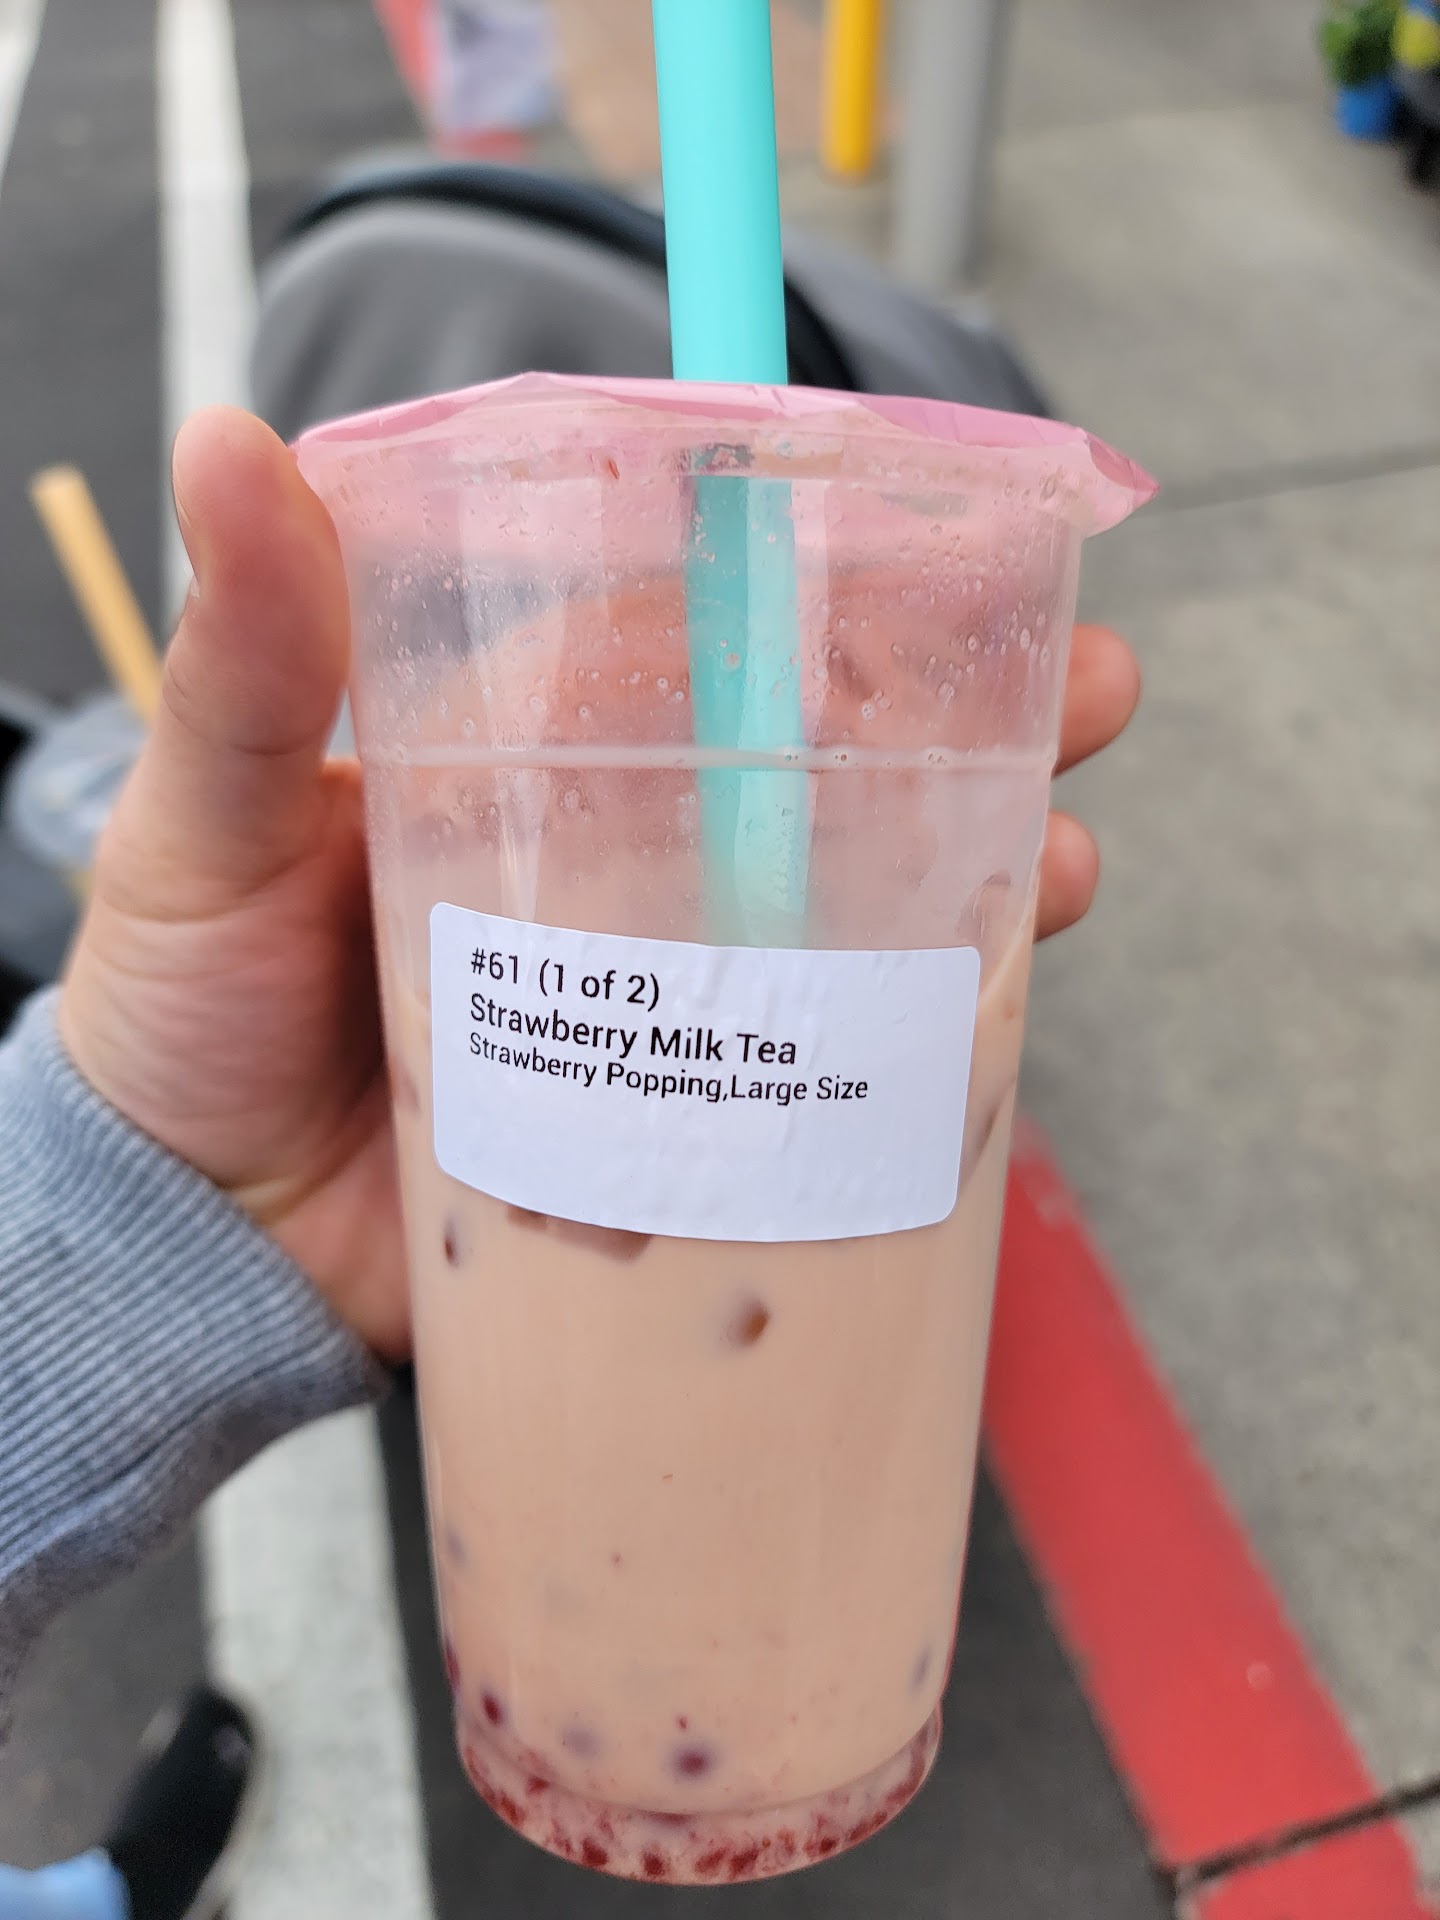 #61 (1 of 2)
Strawberry Milk Tea
Strawberry Popping,Large Size